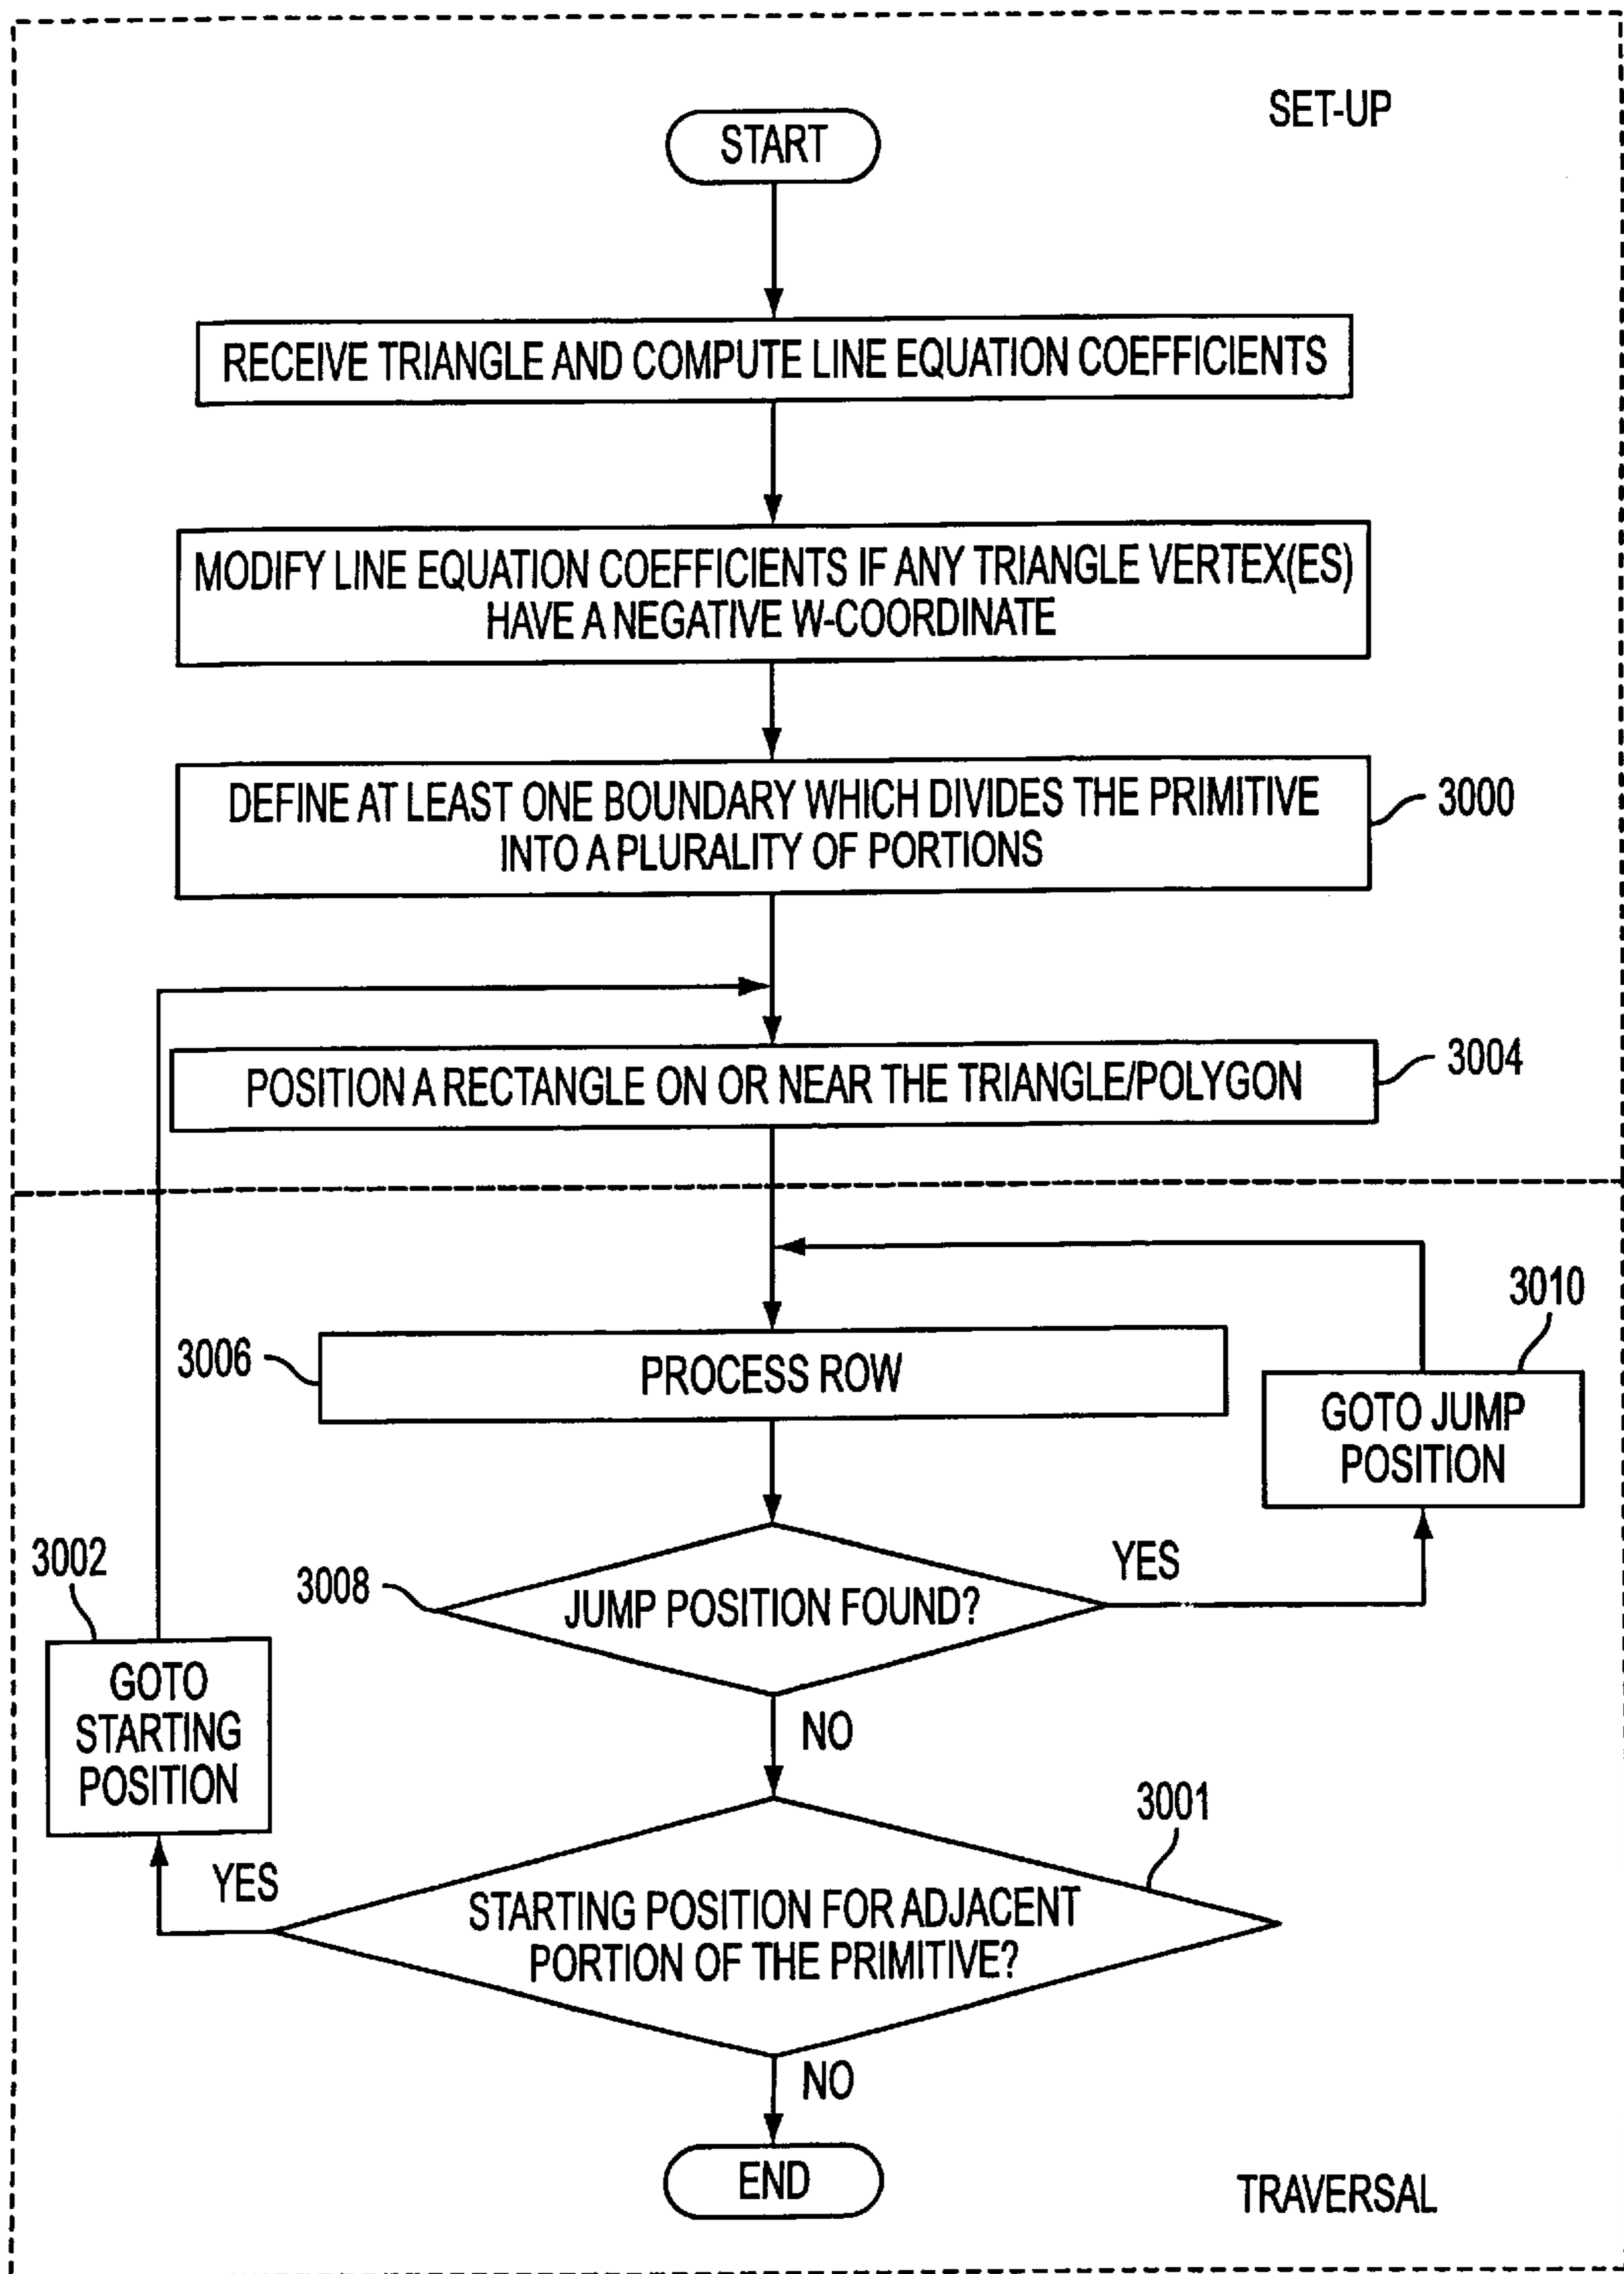 SET-UP
START
RECEIVE TRIANGLE AND COMPUTE LINE EQUATION COEFFICIENTS
MODIFY LINE EQUATION COEFFICIENTS IF ANY TRIANGLE VERTEX(ES)
HAVE A NEGATIVE W-COORDINATE
DEFINE AT LEAST ONE BOUNDARY WHICH DIVIDES THE PRIMITIVE
INTO A PLURALITY OF PORTIONS
3000
POSITION A RECTANGLE ON OR NEAR THE TRIANGLE/POLYGON
3004
3010
3006
PROCESS ROW
GOTO JUMP
POSITION
3002
3008
JUMP POSITION FOUND?
YES
GOTO
STARTING
POSITION
NO
3001
YES
STARTING POSITION FOR ADJACENT
PORTION OF THE PRIMITIVE?
NO
END
TRAVERSAL